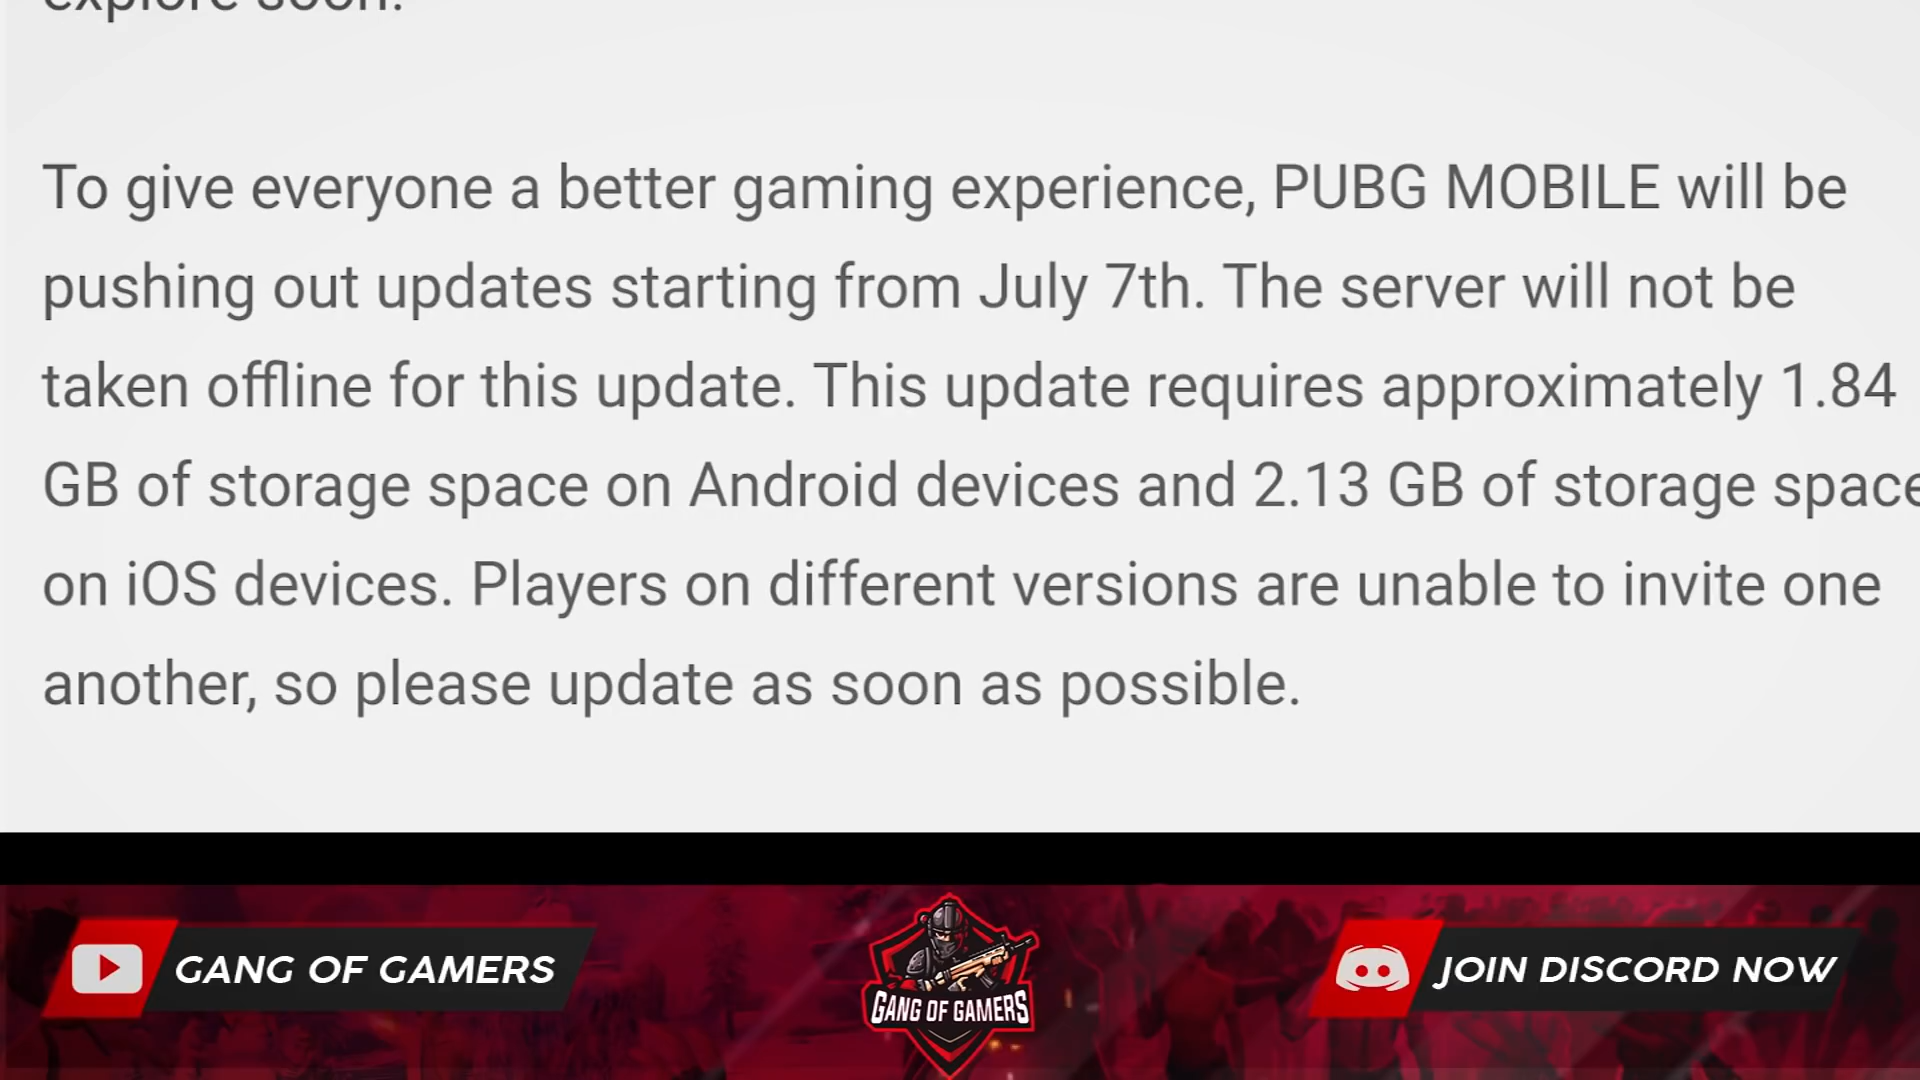 explore soon.
To give everyone a better gaming experience, PUBG MOBILE will be
pushing out updates starting from July 7th. The server will not be
taken offline for this update. This update requires approximately 1.84
GB of storage space on Android devices and 2.13 GB of storage space
on iOS devices. Players on different versions are unable to invite one
another, so please update as soon as possible.
GANG OF GAMERS
GANG OF GAMERS
JOIN DISCORD NOW